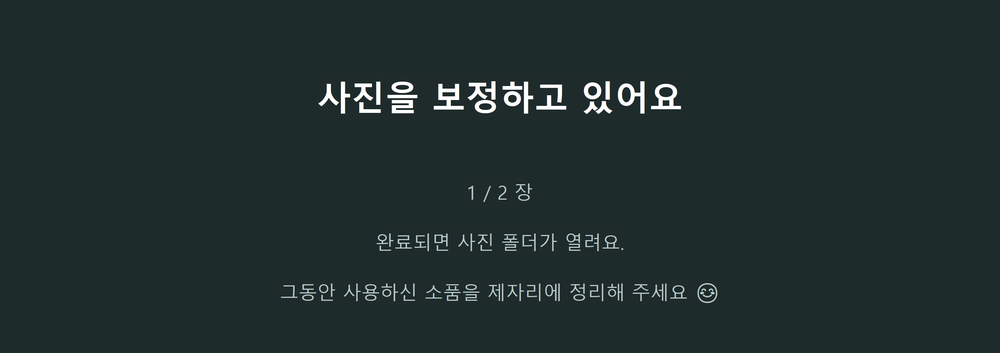 사진을 보정하고 있어요
1 / 2 장
완료되면 사진 폴더가 열려요.
그동안 사용하신 소품을 제자리에 정리해 주세요 😊